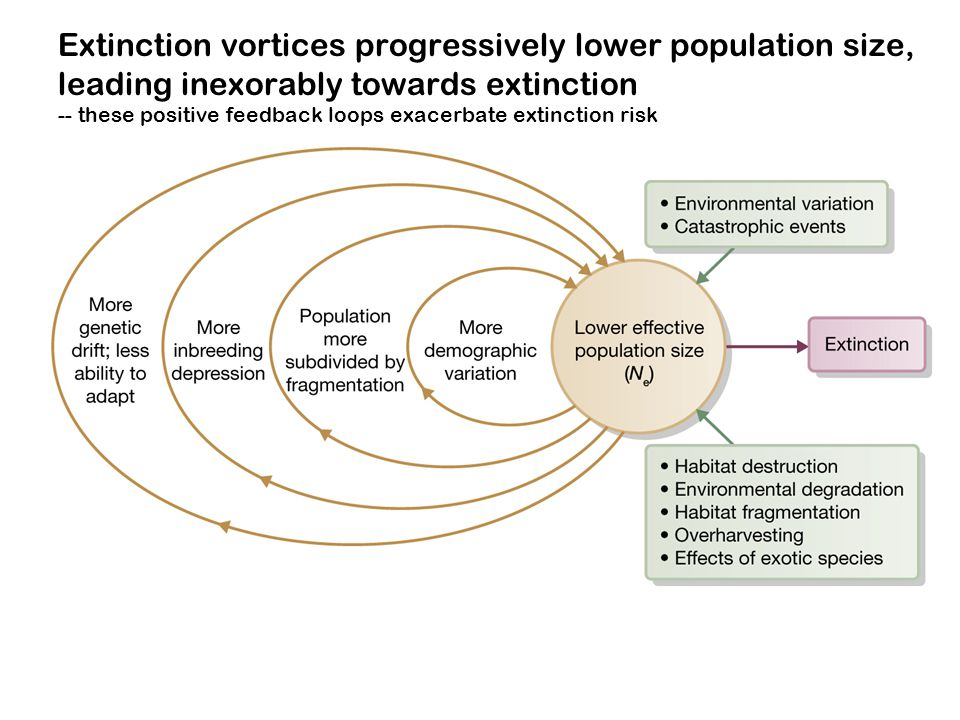 Extinction vortices progressively lower population size,
leading inexorably towards extinction
-- these positive feedback loops exacerbate extinction risk
• Environmental variation
• Catastrophic events
More
genetic
drift; less
ability to
adapt
More
inbreeding
depression
Population
more
subdivided by
fragmentation
More
demographic
variation
Lower effective
population size
(Ne)
Extinction
• Habitat destruction
• Environmental degradation
• Habitat fragmentation
• Overharvesting
• Effects of exotic species